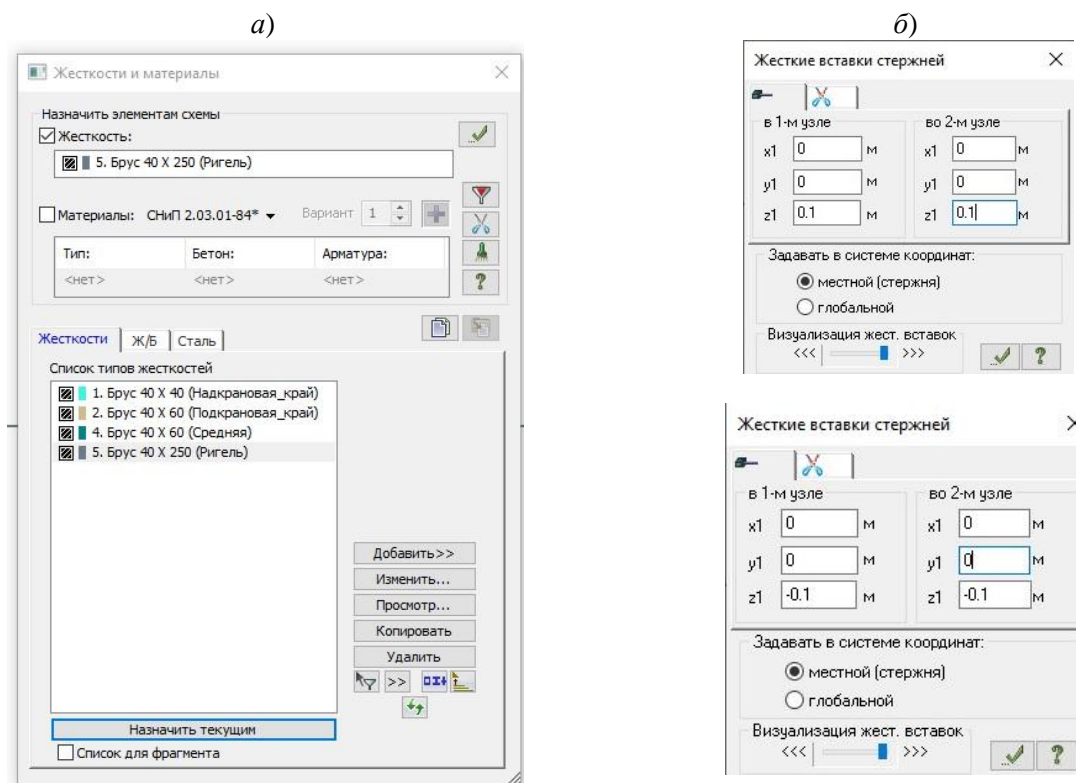 а)
Жесткости и материалы
Назначить элементам схемы
Жесткость:
5. Брус 40 X 250 (Ригель)
Материалы: СНиП 2.03.01-84* Вариант 1
Тип: Бетон: Арматура:
<нет> <нет> <нет>
Жесткости Ж/Б Сталь
Список типов жесткостей
1. Брус 40 X 40 (Надкрановая_край)
2. Брус 40 X 60 (Подкрановая_край)
4. Брус 40 X 60 (Средняя)
5. Брус 40 X 250 (Ригель)
Добавить>>
Изменить...
Просмотр...
Копировать
Удалить
>>
Назначить текущим
Список для фрагмента
б)
Жесткие вставки стержней
в 1-м узле во 2-м узле
x1 0 м x1 0 м
y1 0 м y1 0 м
z1 0.1 м z1 0.1 м
Задавать в системе координат:
местной (стержня)
глобальной
Визуализация жест. вставок
<<< >>> ?
Жесткие вставки стержней
в 1-м узле во 2-м узле
x1 0 м x1 0 м
y1 0 м y1 0 м
z1 -0.1 м z1 -0.1 м
Задавать в системе координат:
местной (стержня)
глобальной
Визуализация жест. вставок
<<< >>> ?